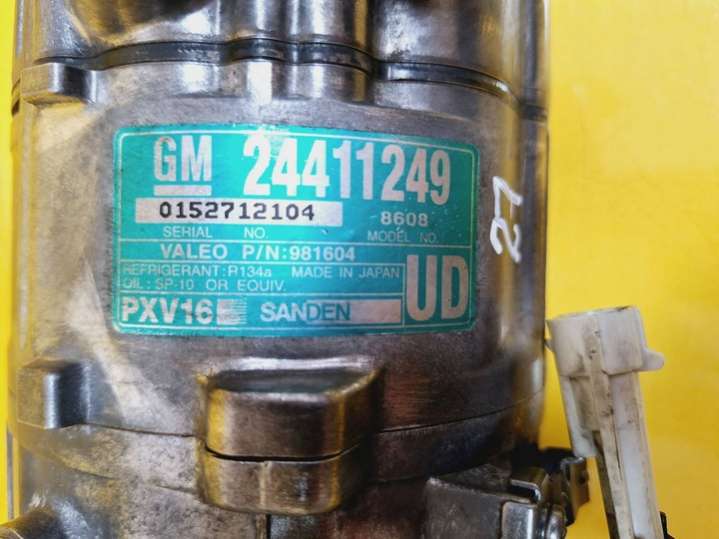 GM 24411249
0152712104 8608
SERIAL NO. MODEL NO.
VALEO P/N:981604
REFRIGERANT:R134a MADE IN JAPAN
OIL: SP-10 OR EQUIV.
UD
PXV16 SANDEN
27